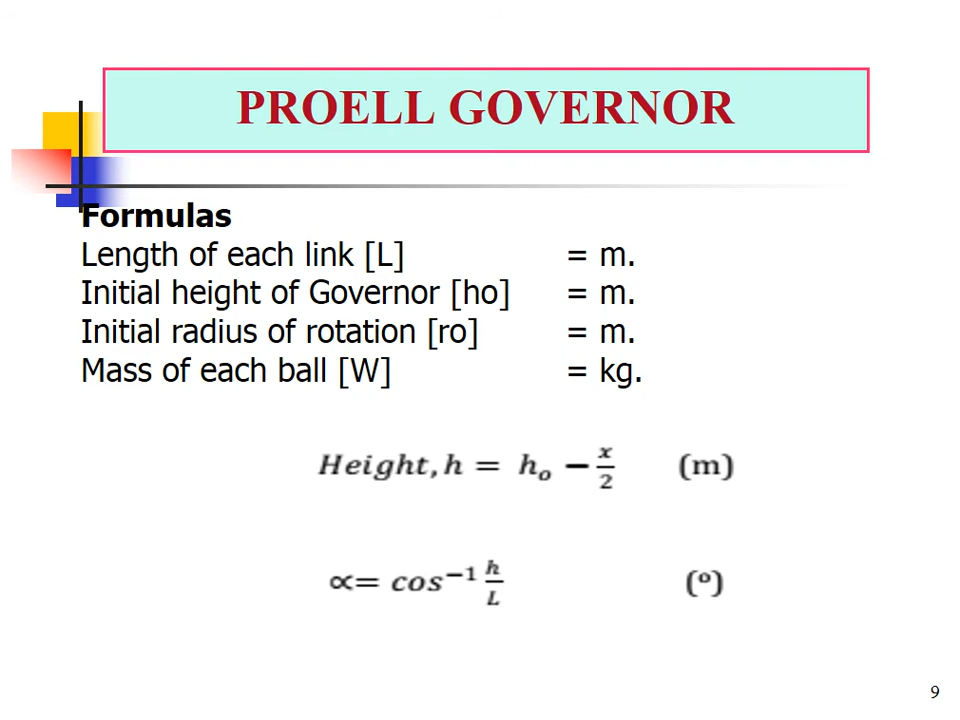 PROELL GOVERNOR
Formulas
Length of each link [L] = m.
Initial height of Governor [ho] = m.
Initial radius of rotation [ro] = m.
Mass of each ball [W] = kg.
Height, h = hₒ − x/2 (m)
∝= cos⁻¹ h/L (º)
9